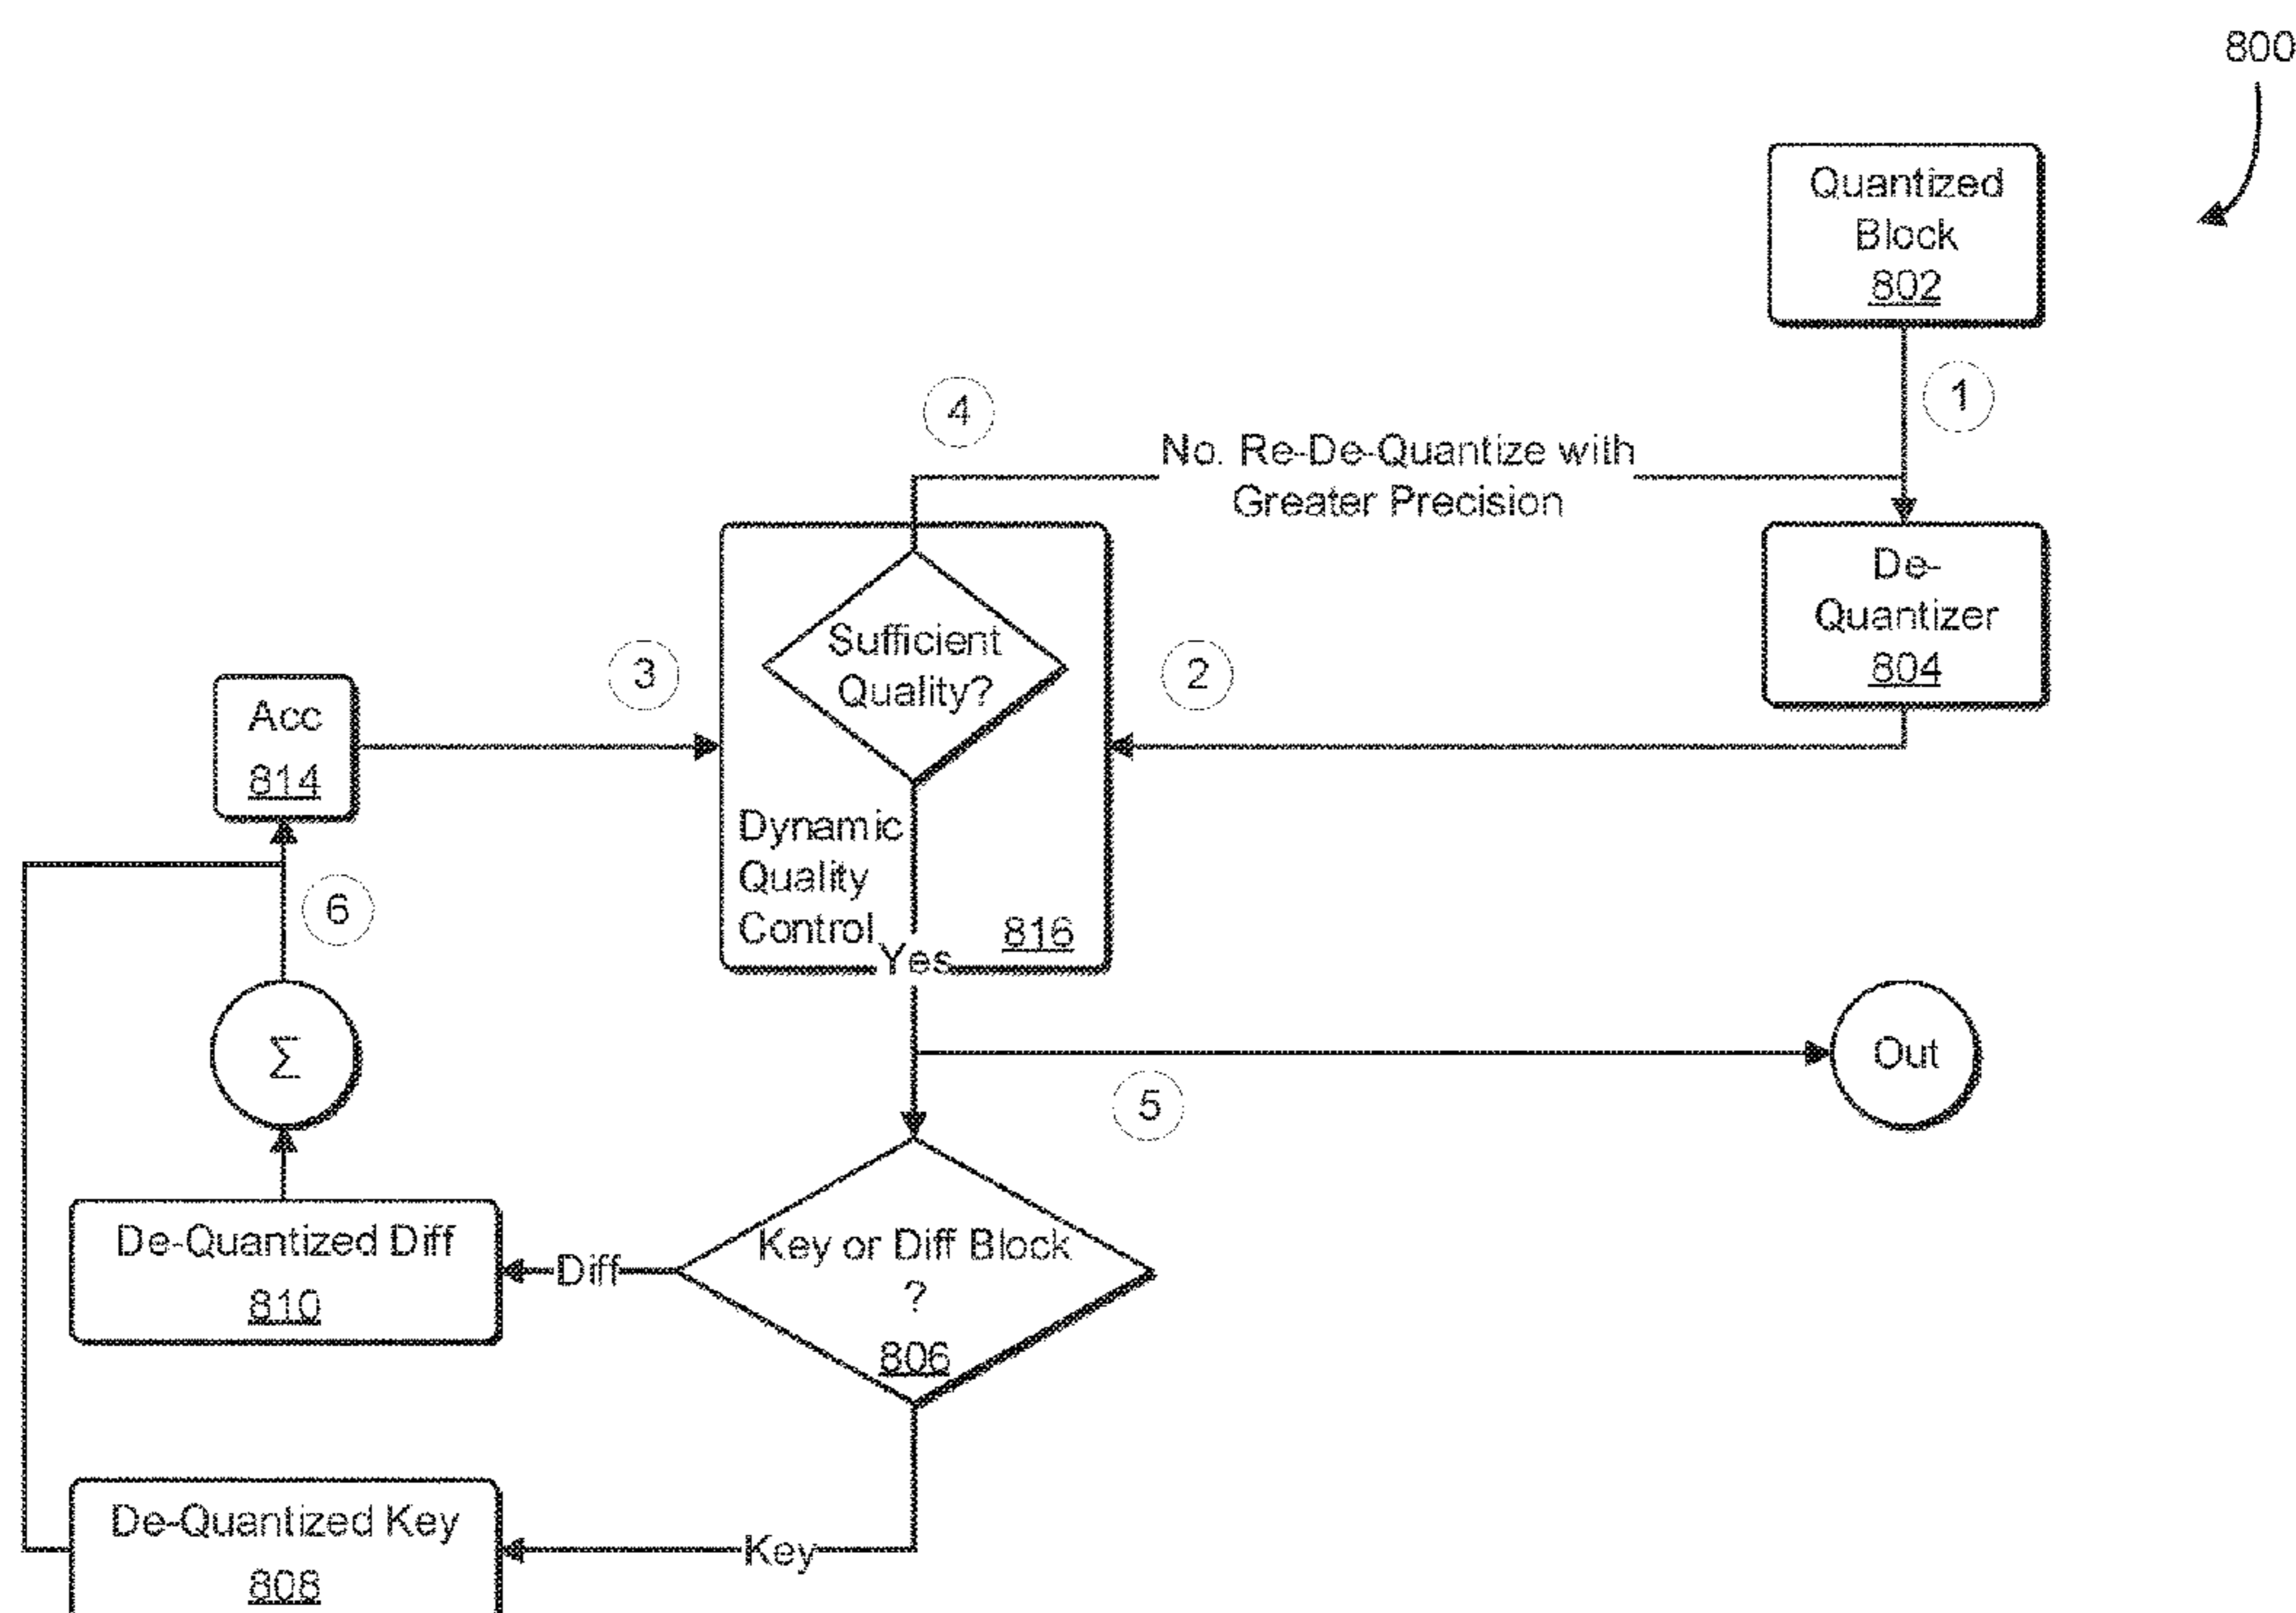 800
Quantized
Block
802
1
4
No. Re-De-Quantize with
Greater Precision
De-
Quantizer
804
Sufficient
Quality?
3
2
Acc
814
Dynamic
Quality
Control
816
Yes
6
Σ
Out
5
De-Quantized Diff
810
Diff
Key or Diff Block
?
806
De-Quantized Key
808
Key